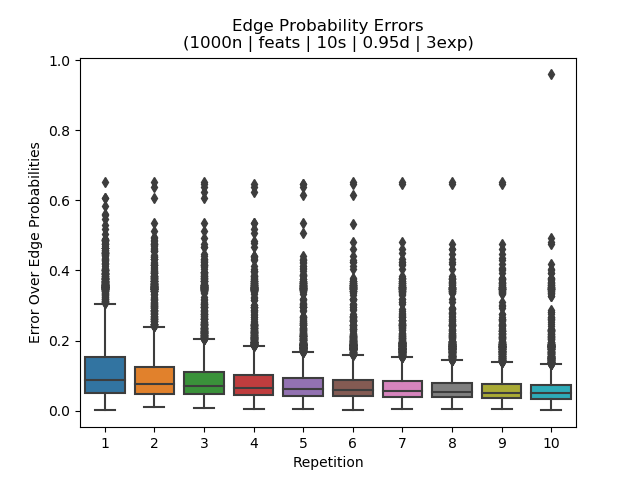 Edge Probability Errors
(1000n | feats | 10s | 0.95d | 3exp)
Error Over Edge Probabilities
1.0
0.8
0.6
0.4
0.2
0.0
1 2 3 4 5 6 7 8 9 10
Repetition